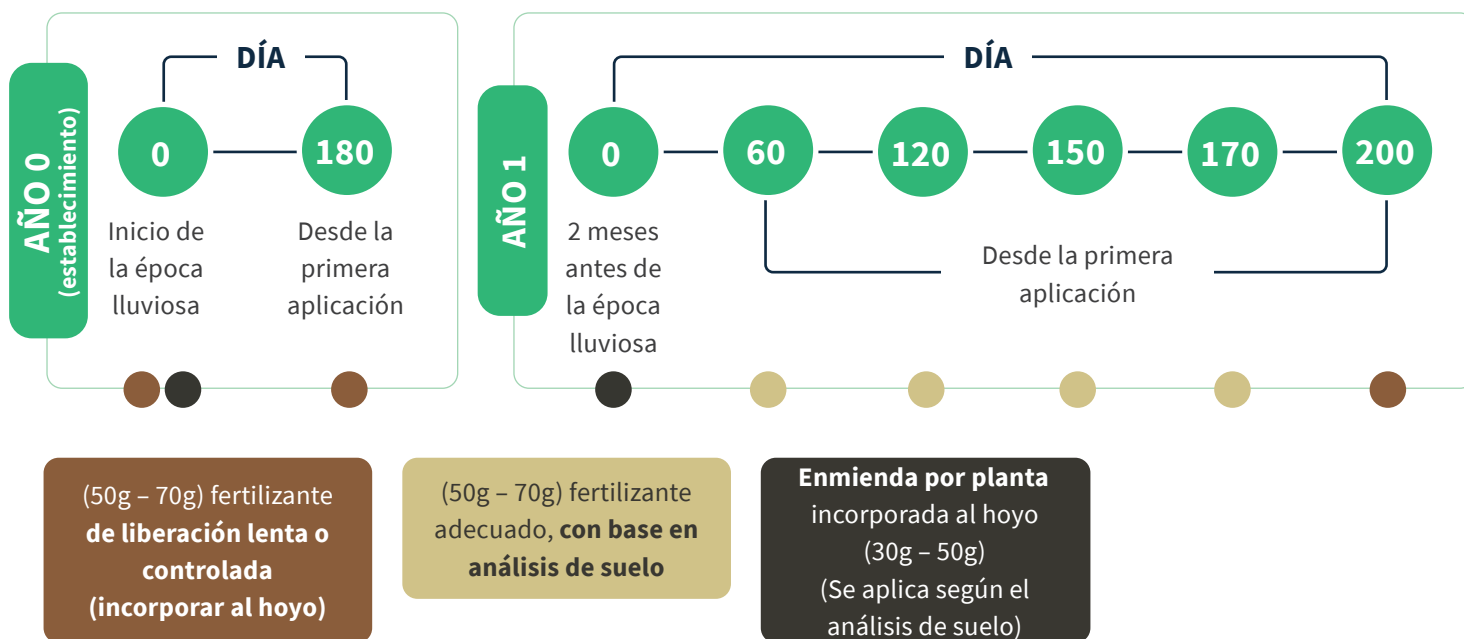 AÑO 0
(establecimiento)
DÍA
0
180
Inicio de
la época
lluviosa
Desde la
primera
aplicación
AÑO 1
DÍA
0
60
120
150
170
200
2 meses
antes de
la época
lluviosa
Desde la primera
aplicación
(50g – 70g) fertilizante
de liberación lenta o
controlada
(incorporar al hoyo)
(50g – 70g) fertilizante
adecuado, con base en
análisis de suelo
Enmienda por planta
incorporada al hoyo
(30g – 50g)
(Se aplica según el
análisis de suelo)